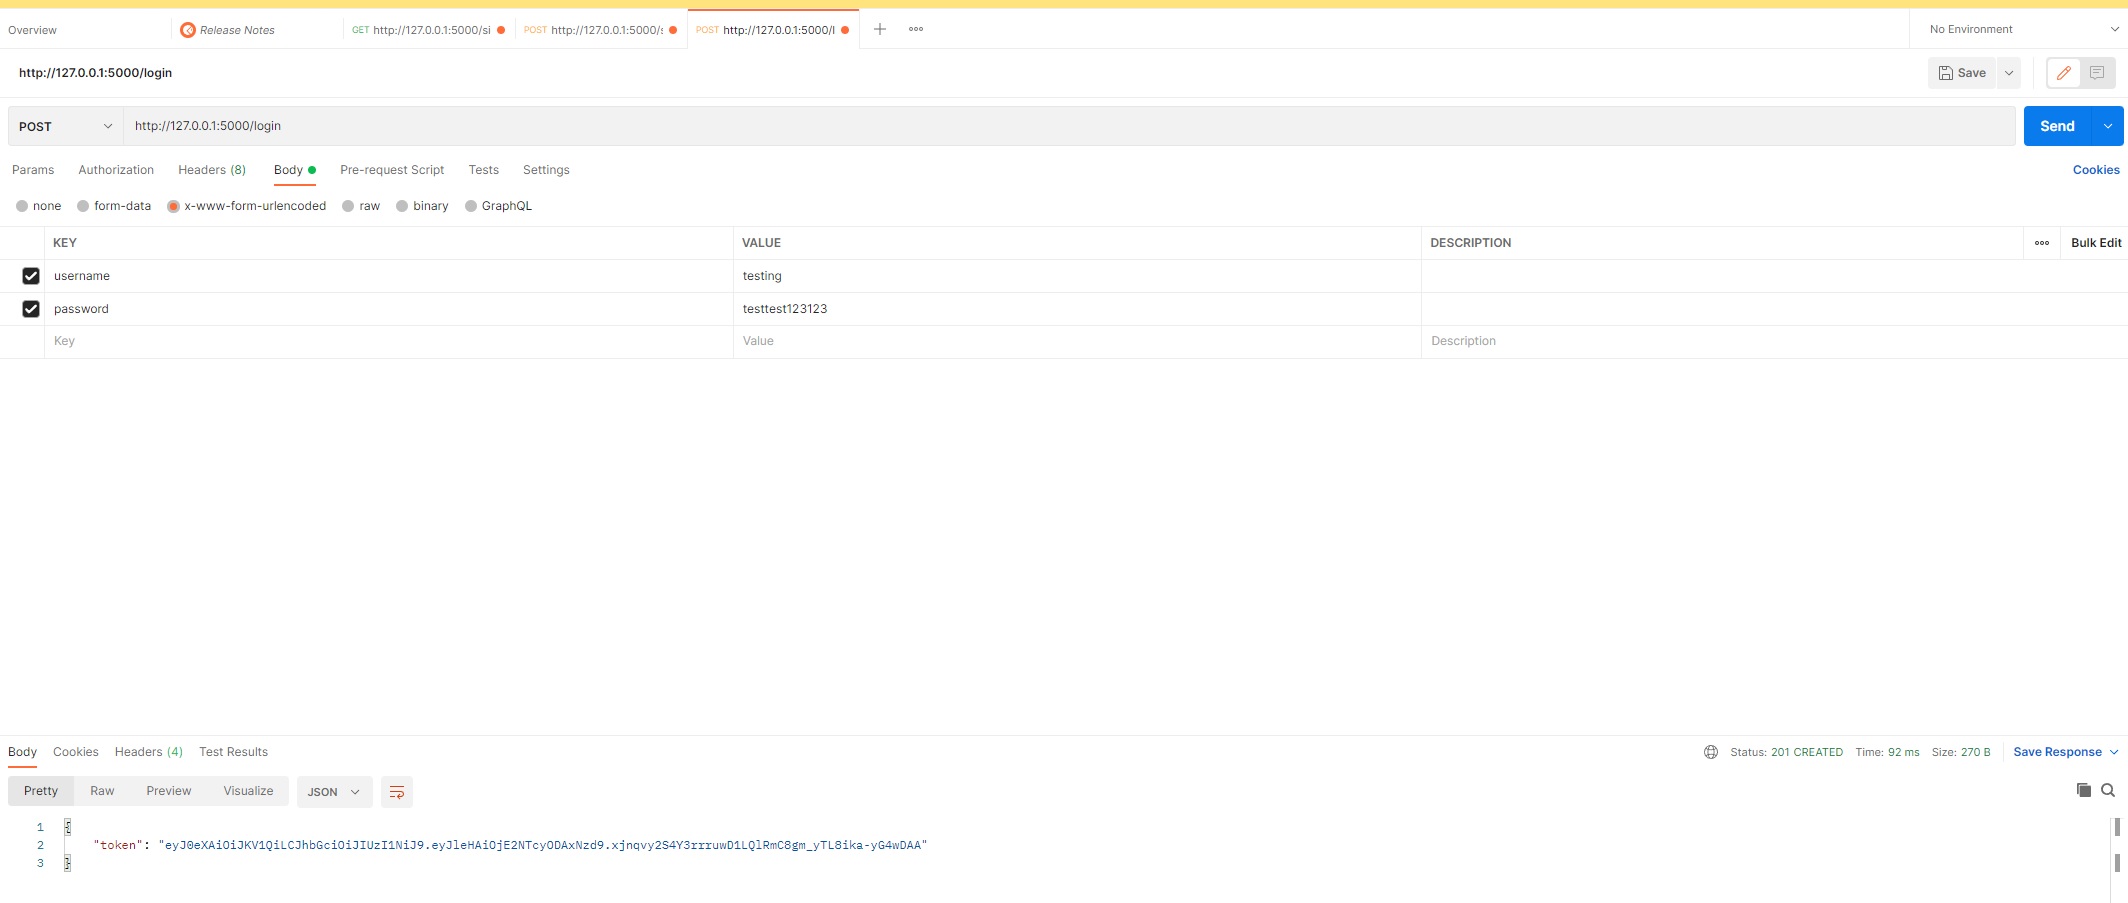 Overview
Release Notes
GET http://127.0.0.1:5000/si
POST http://127.0.0.1:5000/s
POST http://127.0.0.1:5000/l
No Environment
http://127.0.0.1:5000/login
Save
POST
http://127.0.0.1:5000/login
Send
Params Authorization Headers (8) Body Pre-request Script Tests Settings
Cookies
none form-data x-www-form-urlencoded raw binary GraphQL
KEY VALUE DESCRIPTION Bulk Edit
username testing
password testtest123123
Key Value Description
Body Cookies Headers (4) Test Results
Status: 201 CREATED Time: 92 ms Size: 270 B Save Response
Pretty Raw Preview Visualize JSON
1 {
2 "token": "eyJ0eXAiOiJKV1QiLCJhbGciOiJIUzI1NiJ9.eyJleHAiOjE2NTcyODAxNzd9.xjnqvy2S4Y3rrruwD1LQlRmC8gm_yTL8ika-yG4wDAA"
3 }